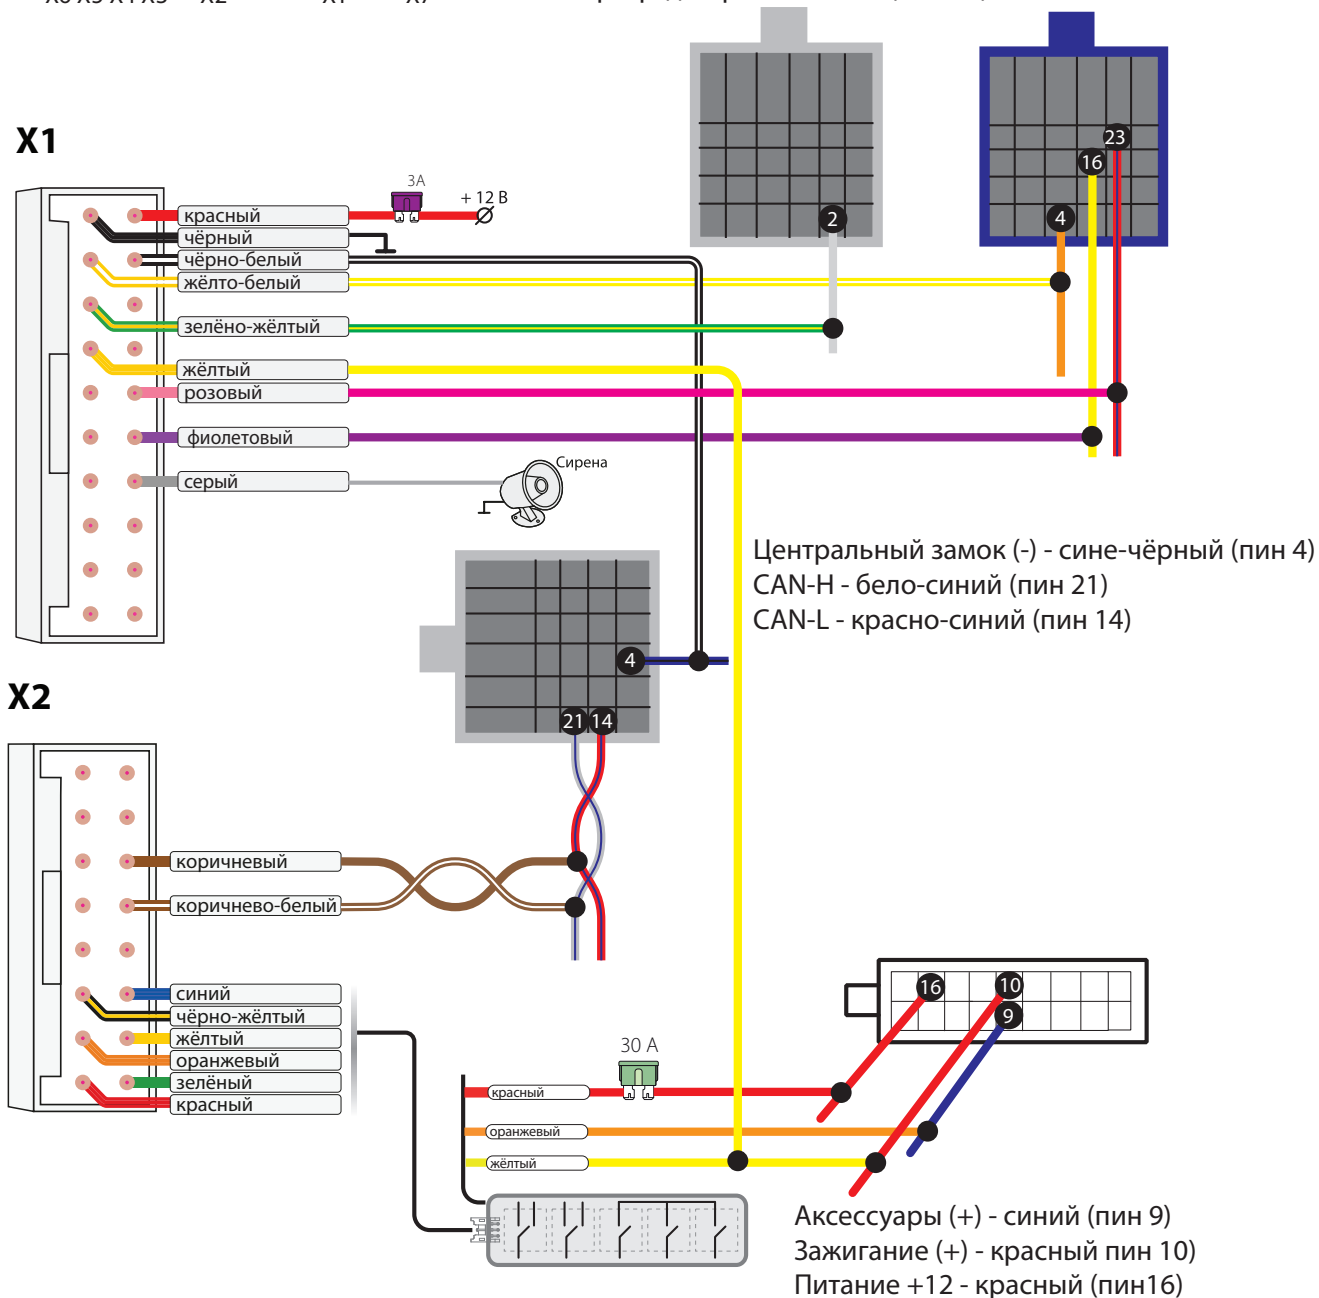 X1
3А
+ 12 В
красный
чёрный
чёрно-белый
жёлто-белый
зелёно-жёлтый
жёлтый
розовый
фиолетовый
серый
Сирена
2
23
16
4
Центральный замок (-) - сине-чёрный (пин 4)
CAN-H - бело-синий (пин 21)
CAN-L - красно-синий (пин 14)
4
21
14
X2
коричневый
коричнево-белый
синий
чёрно-жёлтый
жёлтый
оранжевый
зелёный
красный
30 А
красный
оранжевый
жёлтый
16
10
9
Аксессуары (+) - синий (пин 9)
Зажигание (+) - красный пин 10)
Питание +12 - красный (пин16)